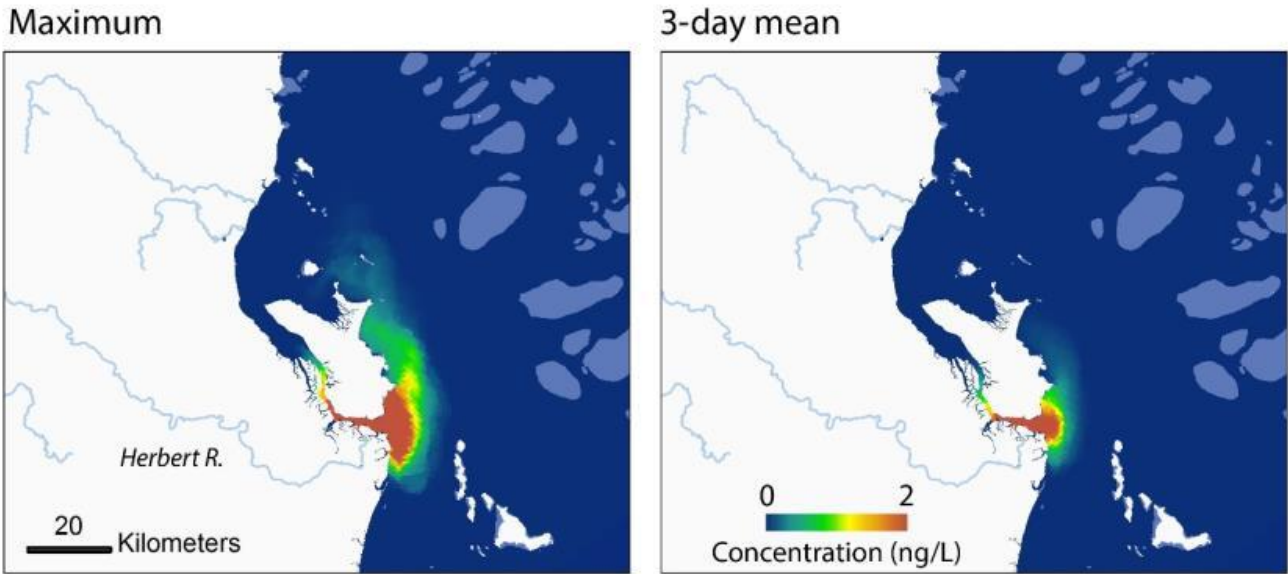 Maximum
3-day mean
Herbert R.
20
Kilometers
0 2
Concentration (ng/L)